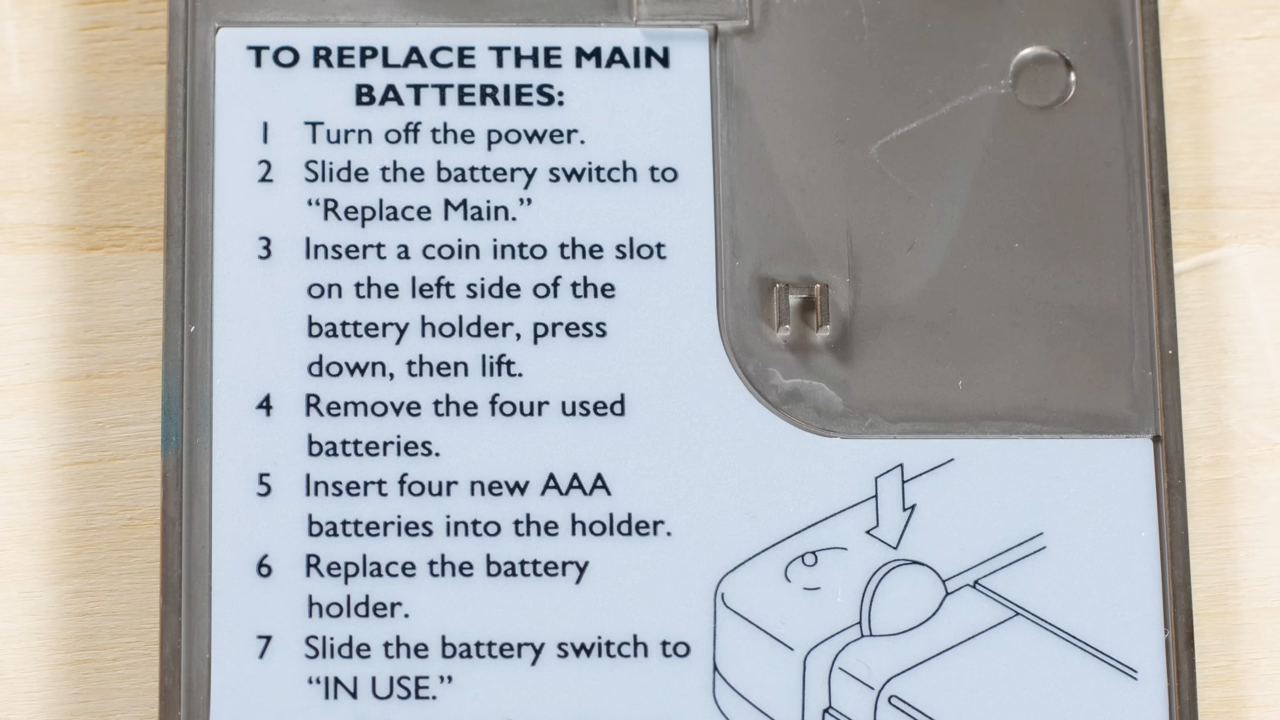 TO REPLACE THE MAIN
BATTERIES:
1 Turn off the power.
2 Slide the battery switch to
“Replace Main.”
3 Insert a coin into the slot
on the left side of the
battery holder, press
down, then lift.
4 Remove the four used
batteries.
5 Insert four new AAA
batteries into the holder.
6 Replace the battery
holder.
7 Slide the battery switch to
“IN USE.”